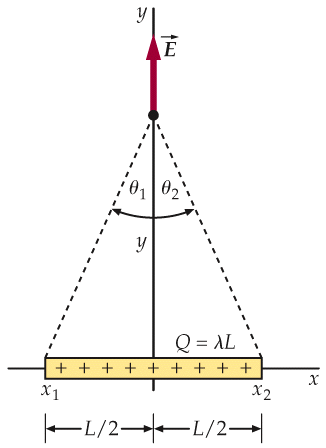 y
E⃗
θ₁ θ₂
y
Q = λL
+ + + + + + + + + +
x₁ x₂ x
L/2 L/2